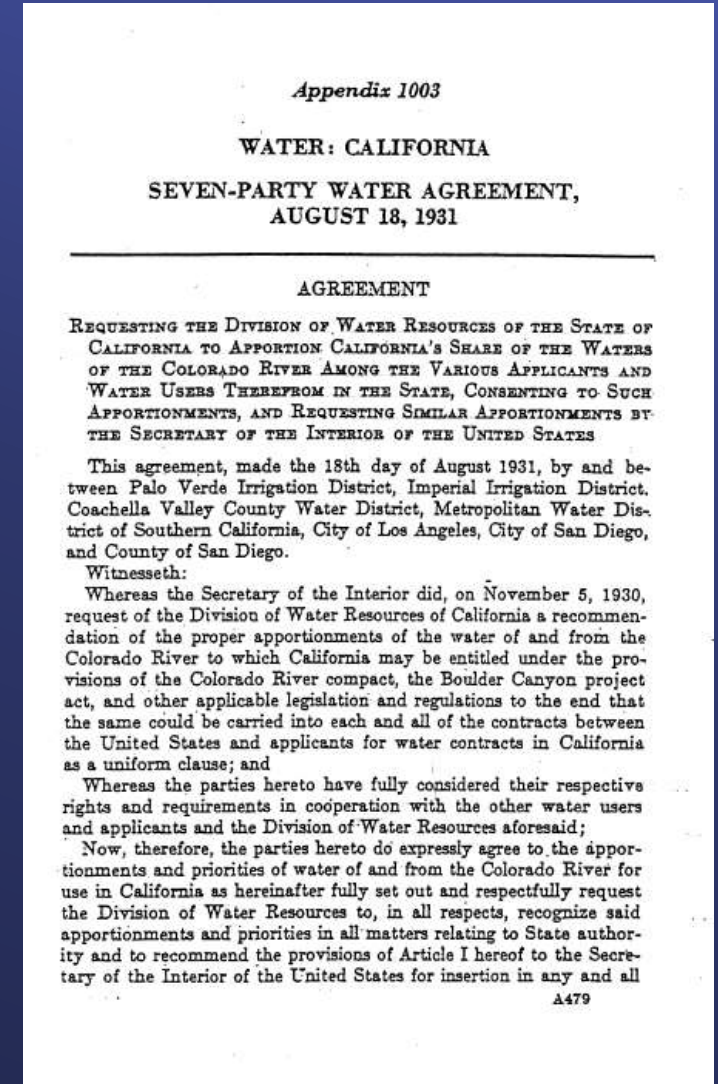 Appendix 1003
WATER: CALIFORNIA
SEVEN-PARTY WATER AGREEMENT,
AUGUST 18, 1931
AGREEMENT
REQUESTING THE DIVISION OF WATER RESOURCES OF THE STATE OF
CALIFORNIA TO APPORTION CALIFORNIA'S SHARE OF THE WATERS
OF THE COLORADO RIVER AMONG THE VARIOUS APPLICANTS AND
WATER USERS THEREFROM IN THE STATE, CONSENTING TO SUCH
APPORTIONMENTS, AND REQUESTING SIMILAR APPORTIONMENTS BY
THE SECRETARY OF THE INTERIOR OF THE UNITED STATES
This agreement, made the 18th day of August 1931, by and be-
tween Palo Verde Irrigation District, Imperial Irrigation District,
Coachella Valley County Water District, Metropolitan Water Dis-
trict of Southern California, City of Los Angeles, City of San Diego,
and County of San Diego.
Witnesseth:
Whereas the Secretary of the Interior did, on November 5, 1930,
request of the Division of Water Resources of California a recommen-
dation of the proper apportionments of the water of and from the
Colorado River to which California may be entitled under the pro-
visions of the Colorado River compact, the Boulder Canyon project
act, and other applicable legislation and regulations to the end that
the same could be carried into each and all of the contracts between
the United States and applicants for water contracts in California
as a uniform clause; and
Whereas the parties hereto have fully considered their respective
rights and requirements in cooperation with the other water users
and applicants and the Division of Water Resources aforesaid;
Now, therefore, the parties hereto do expressly agree to the appor-
tionments and priorities of water of and from the Colorado River for
use in California as hereinafter fully set out and respectfully request
the Division of Water Resources to, in all respects, recognize said
apportionments and priorities in all matters relating to State author-
ity and to recommend the provisions of Article I hereof to the Secre-
tary of the Interior of the United States for insertion in any and all
A479